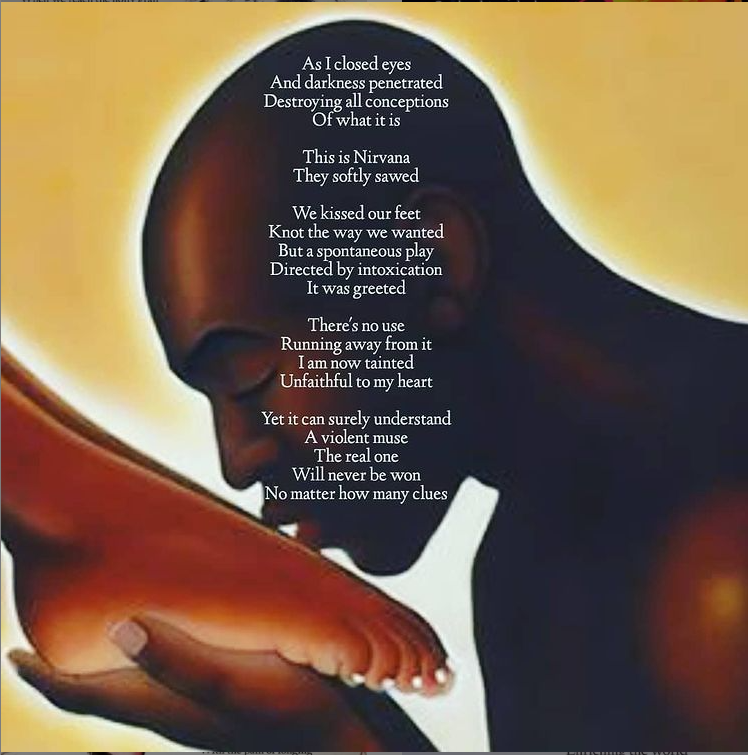 As I closed eyes
And darkness penetrated
Destroying all conceptions
Of what it is
This is Nirvana
They softly sawed
We kissed our feet
Knot the way we wanted
But a spontaneous play
Directed by intoxication
It was greeted
There's no use
Running away from it
I am now tainted
Unfaithful to my heart
Yet it can surely understand
A violent muse
The real one
Will never be won
No matter how many clues